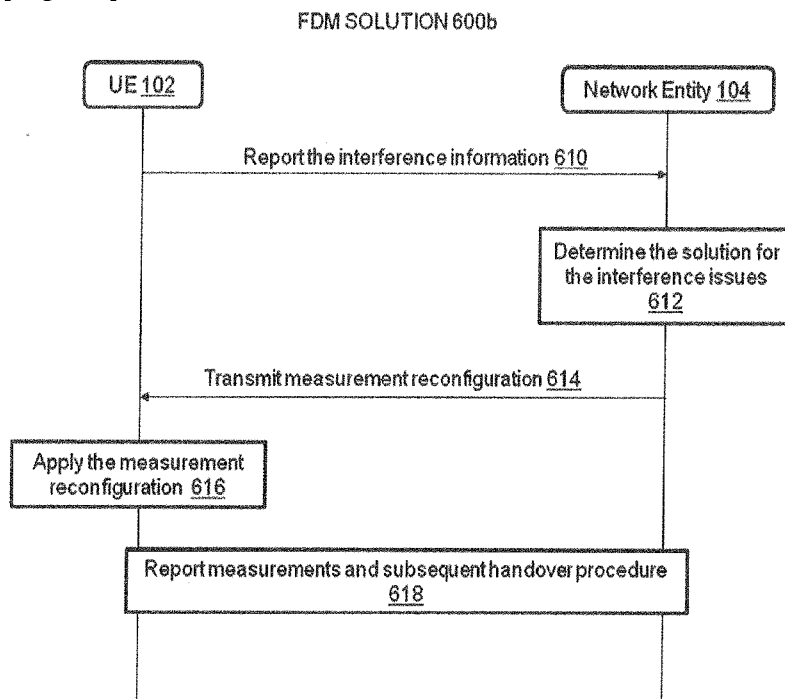 FDM SOLUTION 600b
UE 102
Network Entity 104
Report the interference information 610
Determine the solution for
the interference issues
612
Transmit measurement reconfiguration 614
Apply the measurement
reconfiguration 616
Report measurements and subsequent handover procedure
618